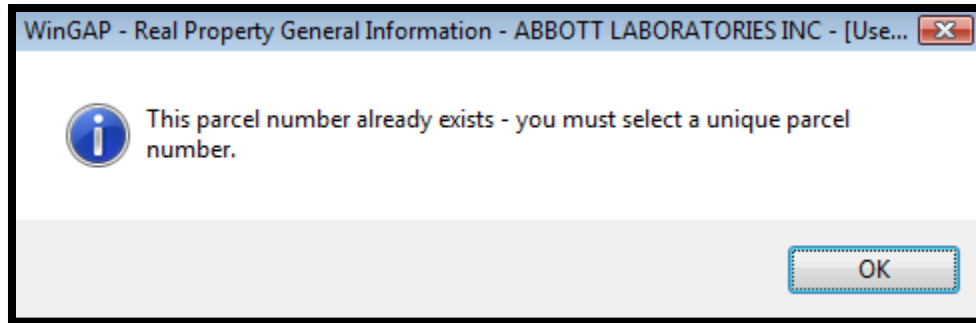 WinGAP - Real Property General Information - ABBOTT LABORATORIES INC - [Use...
This parcel number already exists - you must select a unique parcel
number.
OK